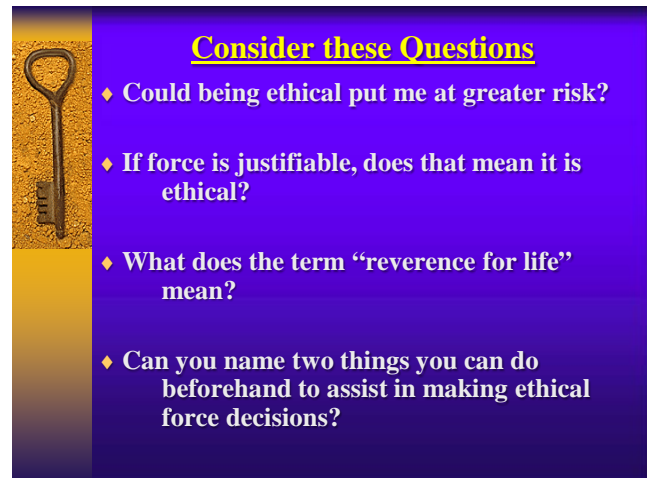 Consider these Questions
♦ Could being ethical put me at greater risk?
♦ If force is justifiable, does that mean it is
ethical?
♦ What does the term “reverence for life”
mean?
♦ Can you name two things you can do
beforehand to assist in making ethical
force decisions?